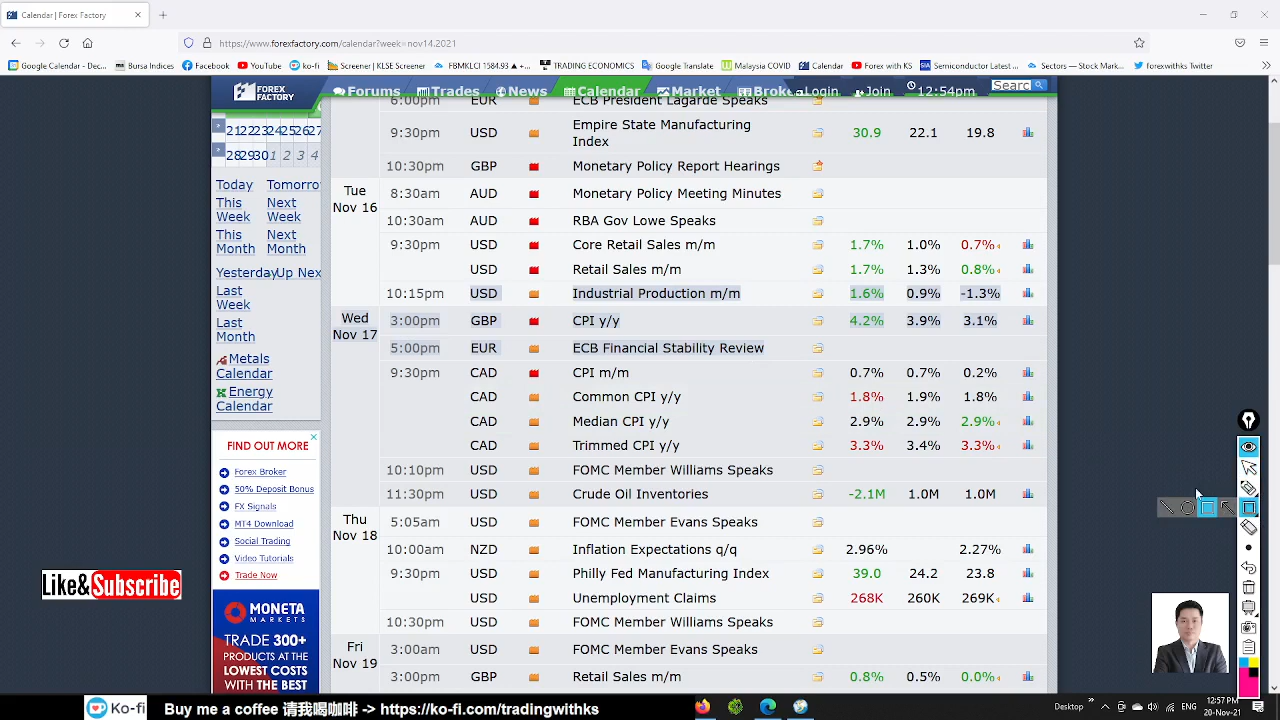 Calendar | Forex Factory
https://www.forexfactory.com/calendar?week=nov14.2021
Google Calendar - Dec... Bursa Indices Facebook YouTube ko-fi Screener | KLSE Screener FBMKLCI 1584.93 ▲ +... TRADING ECONOMICS Google Translate Malaysia COVID Calendar Forex with KS Semiconductor Latest ... Sectors — Stock Mark... forexwithks Twitter
FOREX FACTORY
Forums Trades News Calendar Market Broke Login Join 12:54pm Searc
21 22 23 24 25 26 27
28 29 30 1 2 3 4
Today Tomorro
This Week Next Week
This Month Next Month
Yesterday Up Nex
Last Week
Last Month
Metals Calendar
Energy Calendar
FIND OUT MORE
Forex Broker
50% Deposit Bonus
FX Signals
MT4 Download
Social Trading
Video Tutorials
Trade Now
MONETA MARKETS
TRADE 300+
PRODUCTS AT THE
LOWEST COSTS
WITH THE BEST
6:00pm EUR ECB President Lagarde Speaks
9:30pm USD Empire State Manufacturing Index 30.9 22.1 19.8
10:30pm GBP Monetary Policy Report Hearings
Tue Nov 16 8:30am AUD Monetary Policy Meeting Minutes
10:30am AUD RBA Gov Lowe Speaks
9:30pm USD Core Retail Sales m/m 1.7% 1.0% 0.7%
USD Retail Sales m/m 1.7% 1.3% 0.8%
10:15pm USD Industrial Production m/m 1.6% 0.9% -1.3%
Wed Nov 17 3:00pm GBP CPI y/y 4.2% 3.9% 3.1%
5:00pm EUR ECB Financial Stability Review
9:30pm CAD CPI m/m 0.7% 0.7% 0.2%
CAD Common CPI y/y 1.8% 1.9% 1.8%
CAD Median CPI y/y 2.9% 2.9% 2.9%
CAD Trimmed CPI y/y 3.3% 3.4% 3.3%
10:10pm USD FOMC Member Williams Speaks
11:30pm USD Crude Oil Inventories -2.1M 1.0M 1.0M
Thu Nov 18 5:05am USD FOMC Member Evans Speaks
10:00am NZD Inflation Expectations q/q 2.96% 2.27%
9:30pm USD Philly Fed Manufacturing Index 39.0 24.2 23.8
USD Unemployment Claims 268K 260K 269K
10:30pm USD FOMC Member Williams Speaks
Fri Nov 19 3:00am USD FOMC Member Evans Speaks
3:00pm GBP Retail Sales m/m 0.8% 0.5% 0.0%
Like&Subscribe
Ko-fi Buy me a coffee 请我喝咖啡 -> https://ko-fi.com/tradingwithks
Desktop ENG 12:57 PM
20-Nov-21